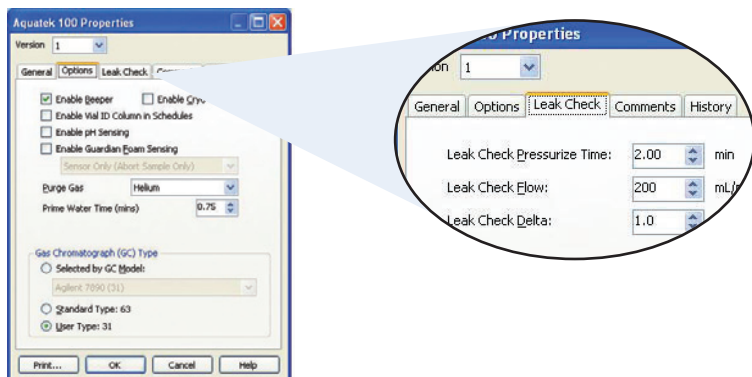 Aquatek 100 Properties
Version 1
General Options Leak Check
Enable Beeper Enable Cryo
Enable Vial ID Column in Schedules
Enable pH Sensing
Enable Guardian Foam Sensing
Sensor Only (Abort Sample Only)
Purge Gas Helium
Prime Water Time (mins) 0.75
Gas Chromatograph (GC) Type
Selected by GC Model:
Agilent 7890 (31)
Standard Type: 63
User Type: 31
Print... OK Cancel Help
Properties
1
General Options Leak Check Comments History
Leak Check Pressurize Time: 2.00 min
Leak Check Flow: 200 mL/
Leak Check Delta: 1.0